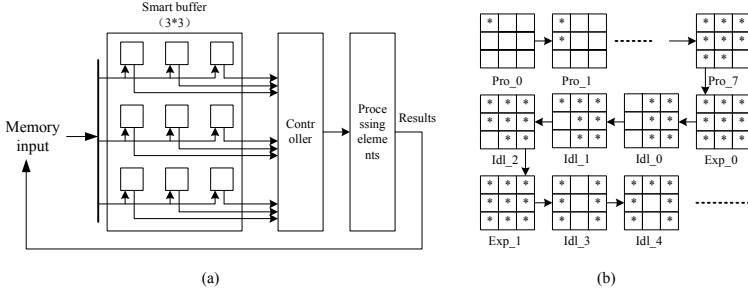 Smart buffer
(3*3)
Memory
input
Contr
oller
Proce
ssing
eleme
nts
Results
(a)
Pro_0
Pro_1
Pro_7
Idl_2
Idl_1
Idl_0
Exp_0
Exp_1
Idl_3
Idl_4
(b)